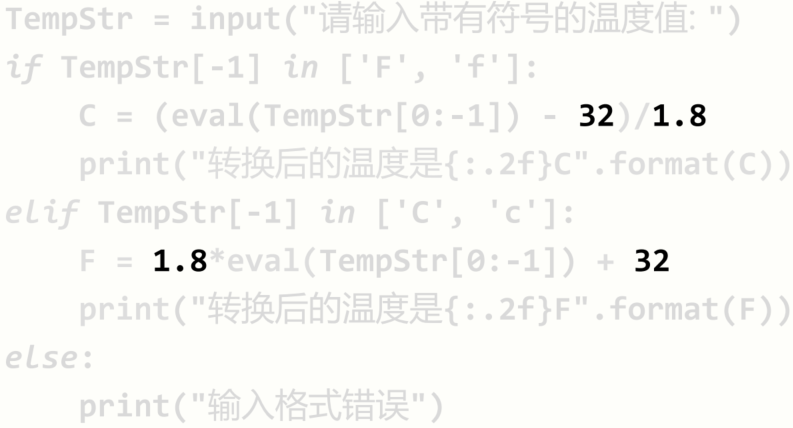 TempStr = input("请输入带有符号的温度值: ")
if TempStr[-1] in ['F', 'f']:
    C = (eval(TempStr[0:-1]) - 32)/1.8
    print("转换后的温度是{:.2f}C".format(C))
elif TempStr[-1] in ['C', 'c']:
    F = 1.8*eval(TempStr[0:-1]) + 32
    print("转换后的温度是{:.2f}F".format(F))
else:
    print("输入格式错误")